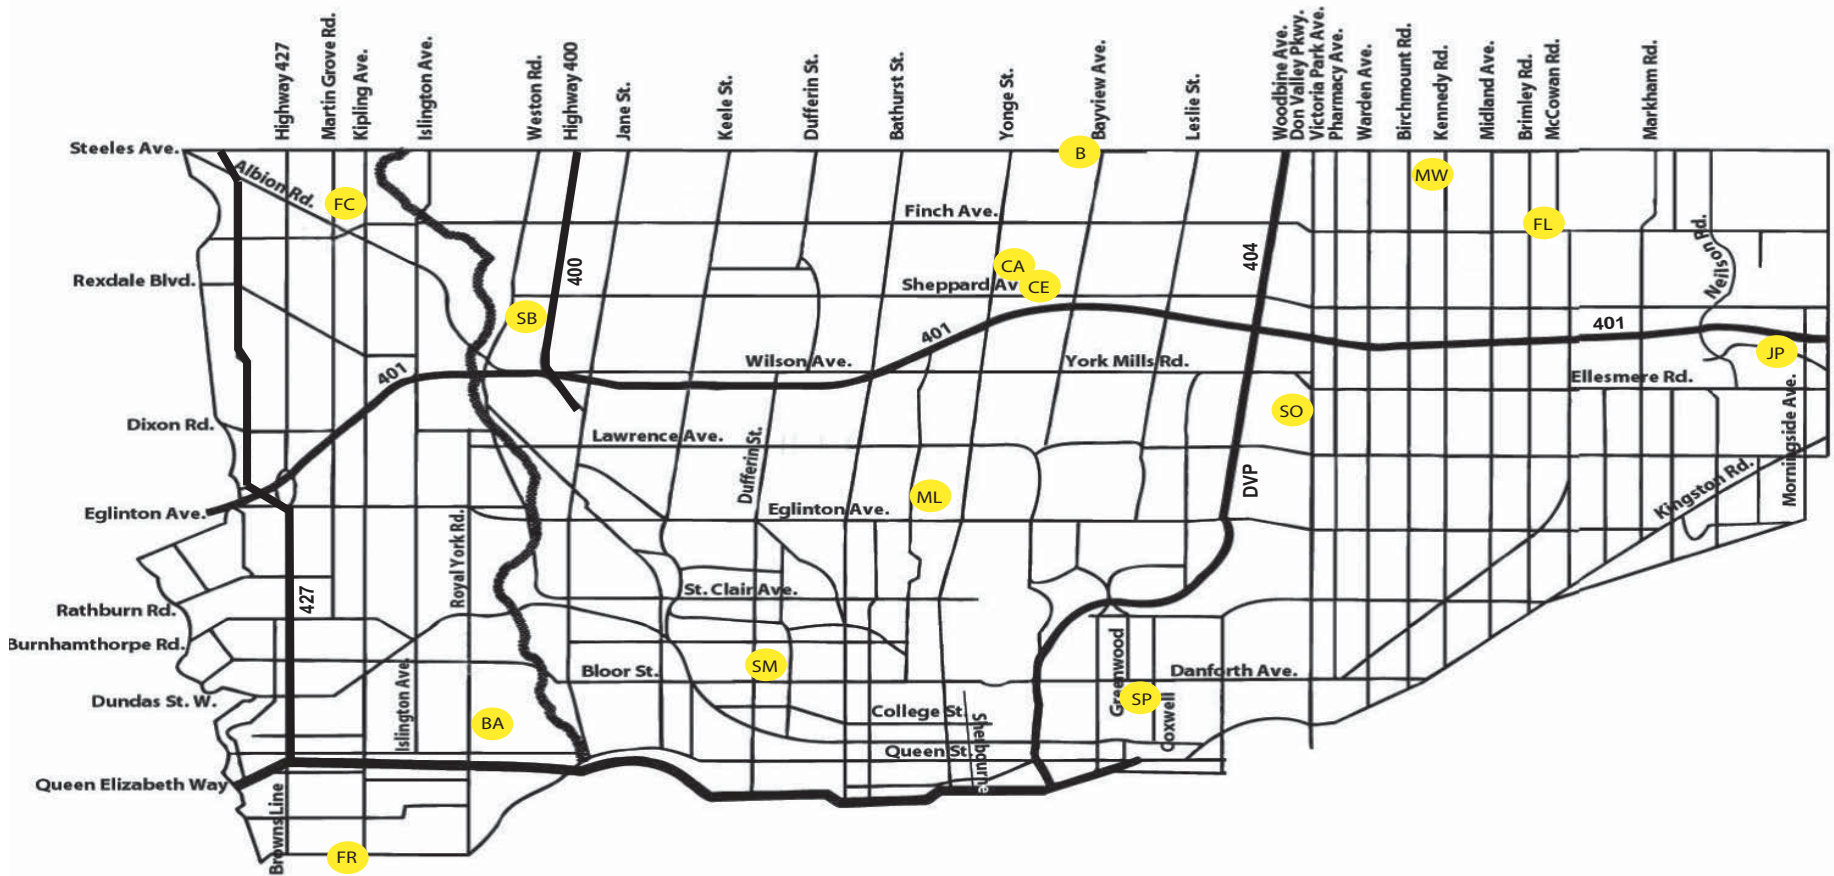 Highway 427
Martin Grove Rd.
Kipling Ave.
Islington Ave.
Weston Rd.
Highway 400
Jane St.
Keele St.
Dufferin St.
Bathurst St.
Yonge St.
Bayview Ave.
Leslie St.
Woodbine Ave.
Don Valley Pkwy.
Victoria Park Ave.
Pharmacy Ave.
Warden Ave.
Birchmount Rd.
Kennedy Rd.
Midland Ave.
Brimley Rd.
McCowan Rd.
Markham Rd.
Steeles Ave.
B
Albion Rd.
MW
FC
Finch Ave.
FL
Neilson Rd.
400
404
CA
Rexdale Blvd.
Sheppard Av
CE
SB
401
401
JP
Wilson Ave.
York Mills Rd.
401
Ellesmere Rd.
SO
Dixon Rd.
Lawrence Ave.
Morningside Ave.
Dufferin St.
DVP
Kingston Rd.
ML
Eglinton Ave.
Eglinton Ave.
Royal York Rd.
427
St. Clair Ave.
Rathburn Rd.
Burnhamthorpe Rd.
Greenwood
SM
Bloor St.
Danforth Ave.
Dundas St. W.
Islington Ave.
SP
College St.
Coxwell
BA
Sherbourne
Queen St.
Queen Elizabeth Way
Browns Line
FR